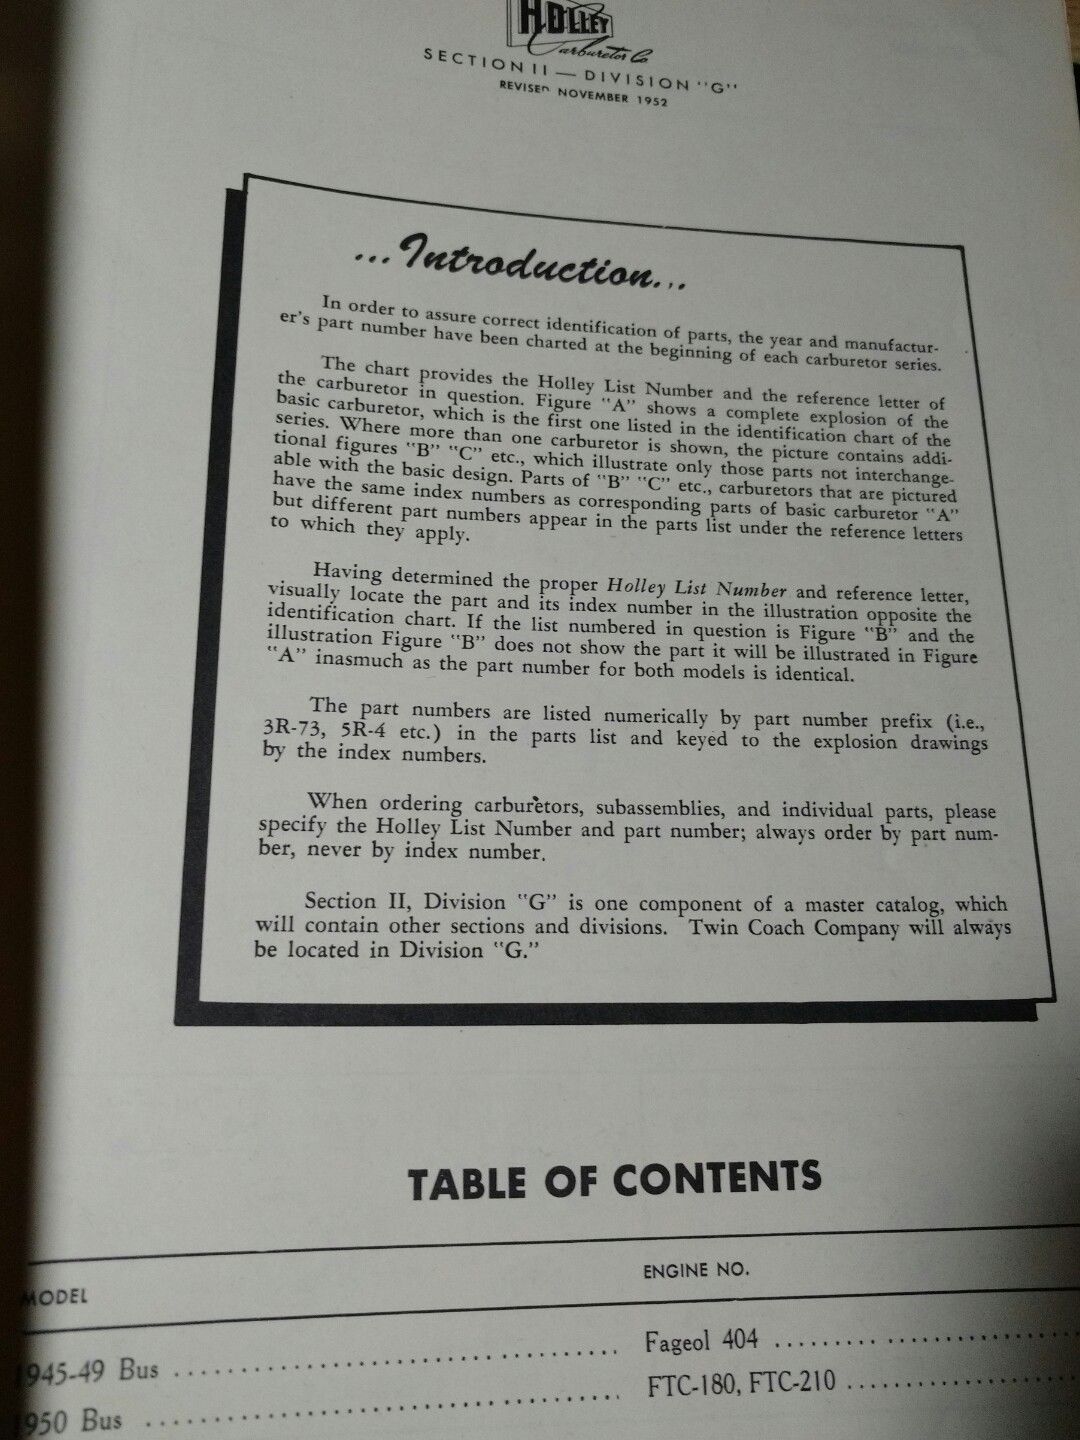 HOLLEY
Carburetor Co
SECTION II — DIVISION "G"
REVISED NOVEMBER 1952
...Introduction...
In order to assure correct identification of parts, the year and manufactur-
er's part number have been charted at the beginning of each carburetor series.
The chart provides the Holley List Number and the reference letter of
the carburetor in question. Figure "A" shows a complete explosion of the
basic carburetor, which is the first one listed in the identification chart of the
series. Where more than one carburetor is shown, the picture contains addi-
tional figures "B" "C" etc., which illustrate only those parts not interchange-
able with the basic design. Parts of "B" "C" etc., carburetors that are pictured
have the same index numbers as corresponding parts of basic carburetor "A"
but different part numbers appear in the parts list under the reference letters
to which they apply.
Having determined the proper Holley List Number and reference letter,
visually locate the part and its index number in the illustration opposite the
identification chart. If the list numbered in question is Figure "B" and the
illustration Figure "B" does not show the part it will be illustrated in Figure
"A" inasmuch as the part number for both models is identical.
The part numbers are listed numerically by part number prefix (i.e.,
3R-73, 5R-4 etc.) in the parts list and keyed to the explosion drawings
by the index numbers.
When ordering carburetors, subassemblies, and individual parts, please
specify the Holley List Number and part number; always order by part num-
ber, never by index number.
Section II, Division "G" is one component of a master catalog, which
will contain other sections and divisions. Twin Coach Company will always
be located in Division "G."
TABLE OF CONTENTS
MODEL ENGINE NO.
1945-49 Bus ........................................ Fageol 404 ................................
1950 Bus ........................................ FTC-180, FTC-210 ........................